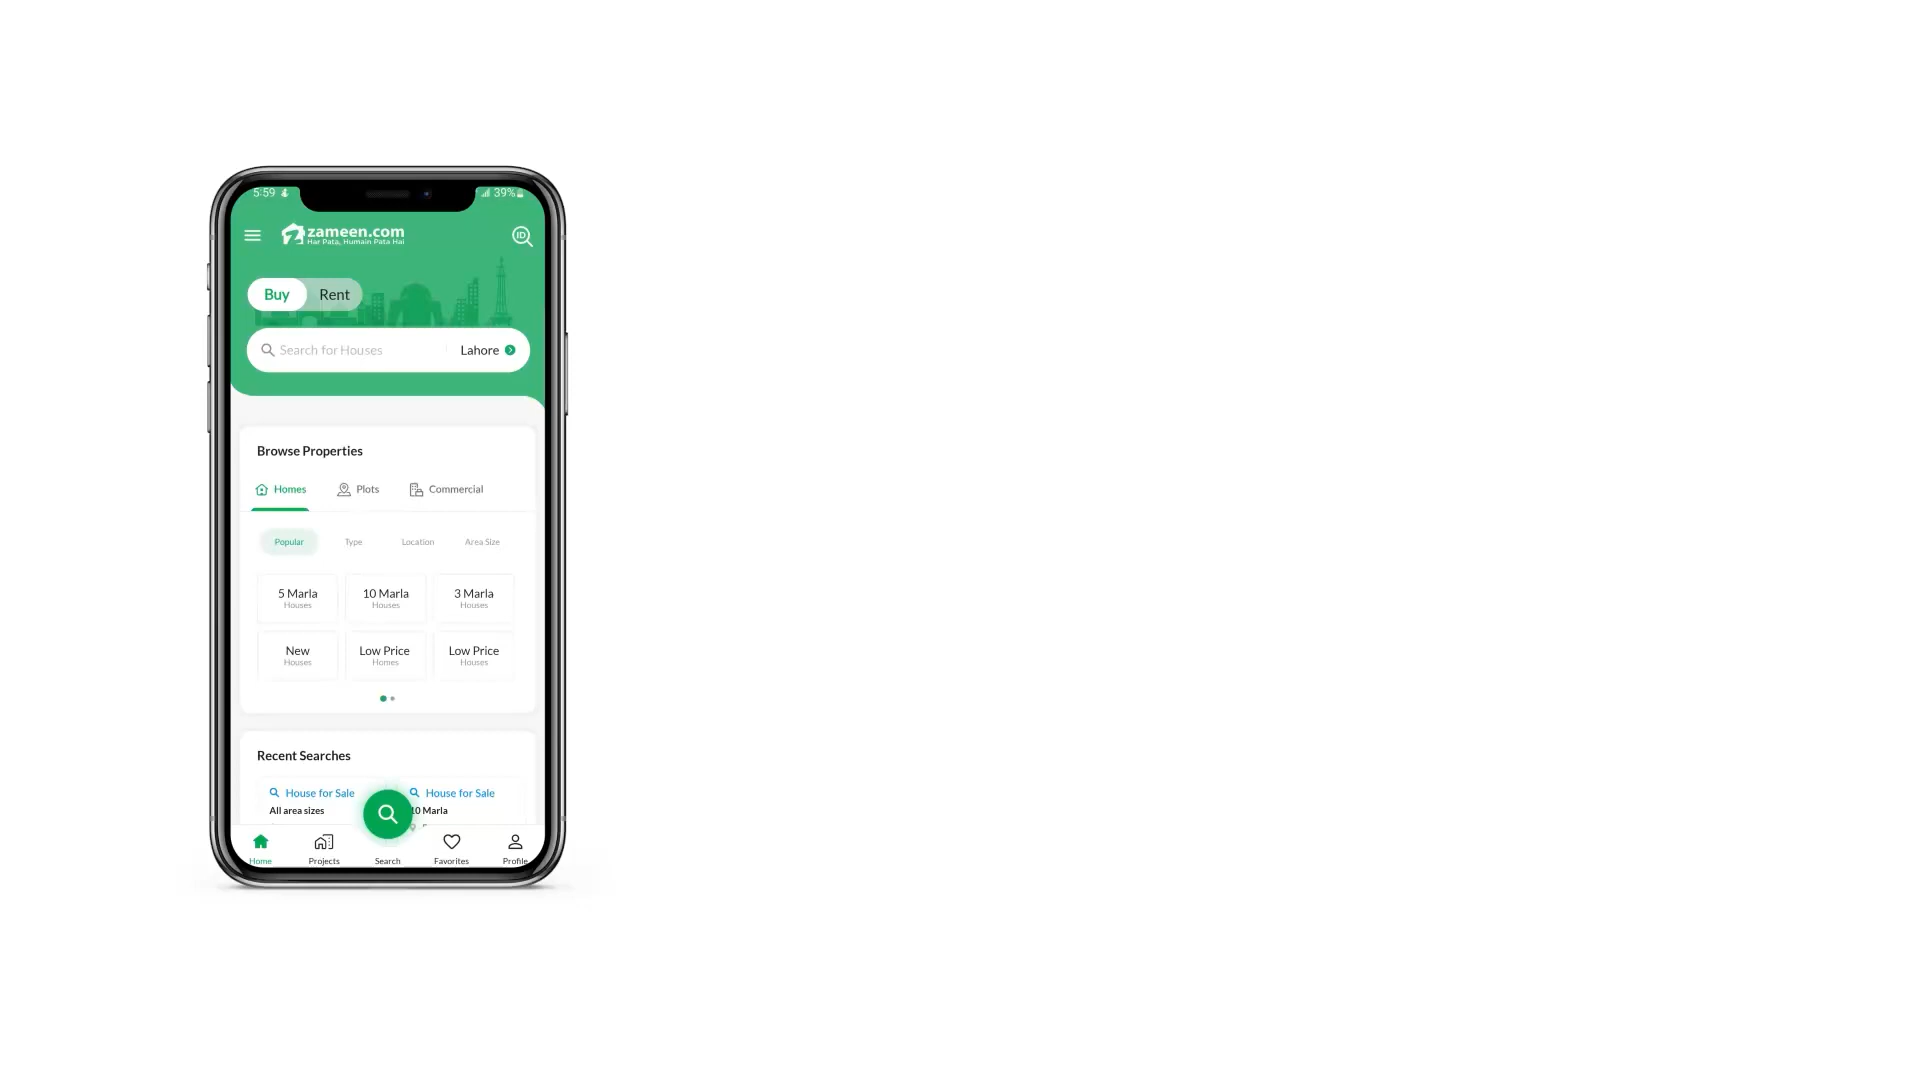 5:59 39%
zameen.com
Har Pata, Humain Pata Hai
ID
Buy Rent
Search for Houses Lahore
Browse Properties
Homes Plots Commercial
Popular Type Location Area Size
5 Marla 10 Marla 3 Marla
Houses Houses Houses
New Low Price Low Price
Houses Homes Houses
Recent Searches
House for Sale House for Sale
All area sizes 10 Marla
Home Projects Search Favorites Profile